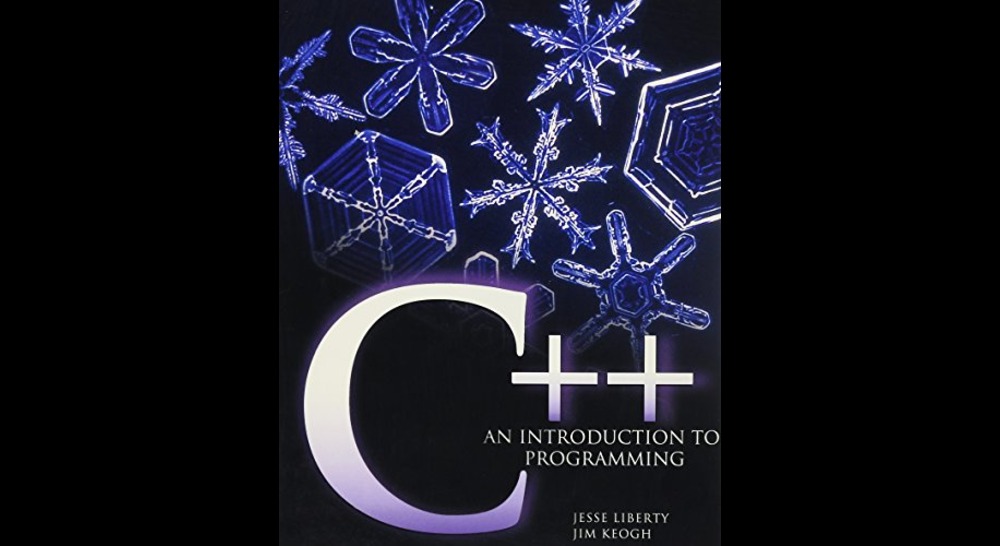 C++
AN INTRODUCTION TO
PROGRAMMING
JESSE LIBERTY
JIM KEOGH